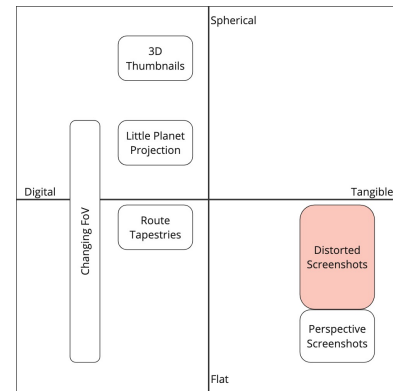 Spherical
3D
Thumbnails
Little Planet
Projection
Digital
Tangible
Changing FoV
Route
Tapestries
Distorted
Screenshots
Perspective
Screenshots
Flat